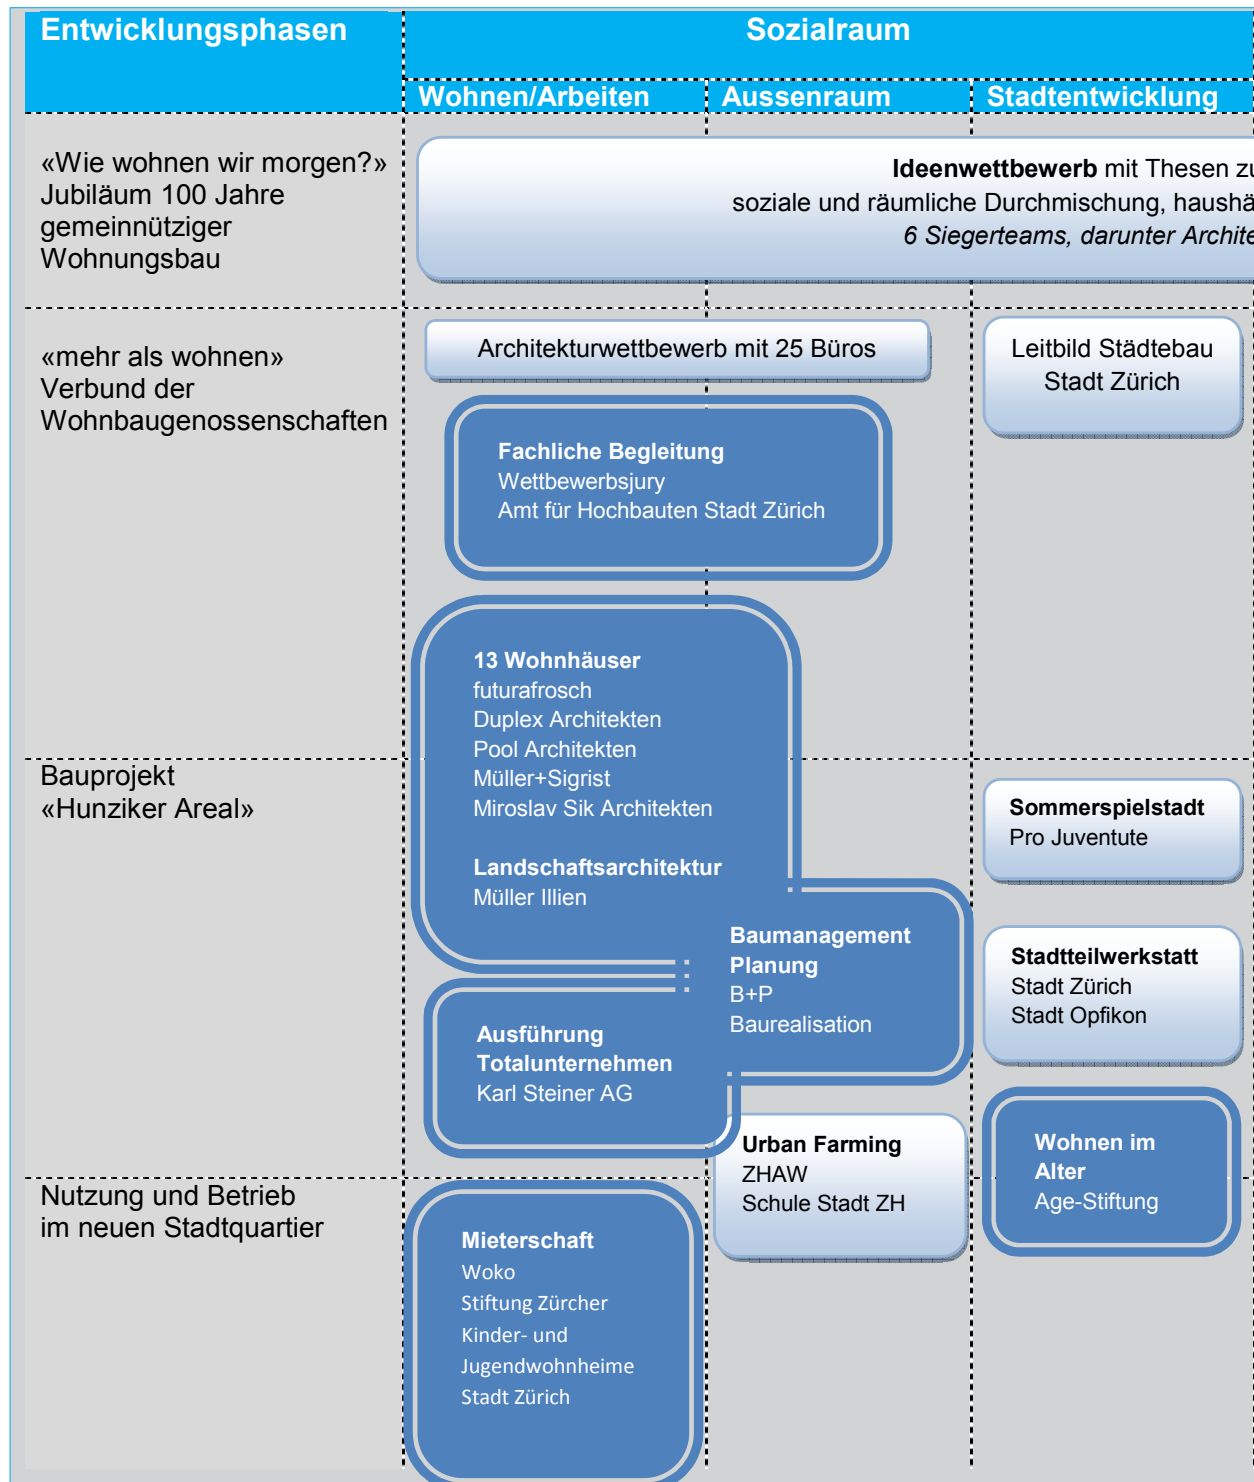 Entwicklungsphasen
Sozialraum
Wohnen/Arbeiten
Aussenraum
Stadtentwicklung
«Wie wohnen wir morgen?»
Jubiläum 100 Jahre
gemeinnütziger
Wohnungsbau
Ideenwettbewerb mit Thesen zu
soziale und räumliche Durchmischung, haushä
6 Siegerteams, darunter Archite
«mehr als wohnen»
Verbund der
Wohnbaugenossenschaften
Architekturwettbewerb mit 25 Büros
Leitbild Städtebau
Stadt Zürich
Fachliche Begleitung
Wettbewerbsjury
Amt für Hochbauten Stadt Zürich
13 Wohnhäuser
futurafrosch
Duplex Architekten
Pool Architekten
Müller+Sigrist
Miroslav Sik Architekten
Landschaftsarchitektur
Müller Illien
Bauprojekt
«Hunziker Areal»
Sommerspielstadt
Pro Juventute
Baumanagement
Planung
B+P
Baurealisation
Stadtteilwerkstatt
Stadt Zürich
Stadt Opfikon
Ausführung
Totalunternehmen
Karl Steiner AG
Urban Farming
ZHAW
Schule Stadt ZH
Wohnen im
Alter
Age-Stiftung
Nutzung und Betrieb
im neuen Stadtquartier
Mieterschaft
Woko
Stiftung Zürcher
Kinder- und
Jugendwohnheime
Stadt Zürich